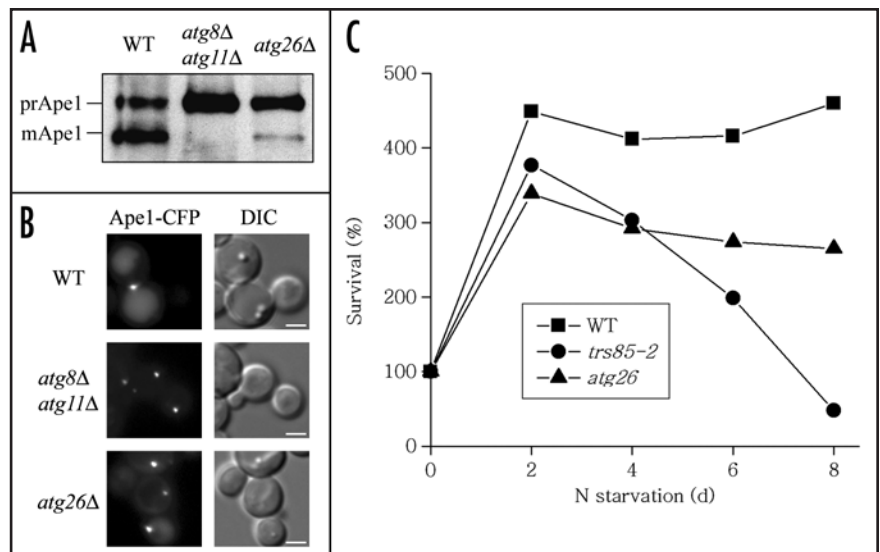 A
WT
atg8Δ
atg11Δ
atg26Δ
prApe1
mApe1
B
Ape1-CFP
DIC
WT
atg8Δ
atg11Δ
atg26Δ
C
500
400
300
200
100
0
Survival (%)
WT
trs85-2
atg26
0
2
4
6
8
N starvation (d)